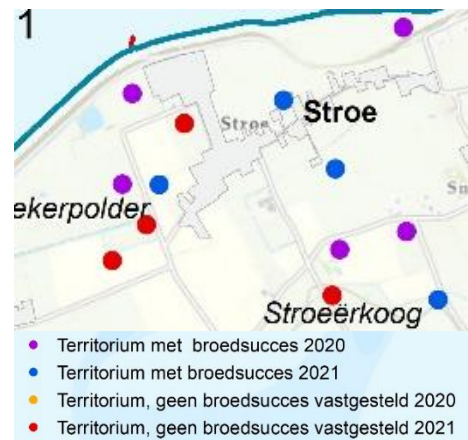 1
Stroe
Stroe
ekerpolder
Stroeërkoog
Territorium met broedsucces 2020
Territorium met broedsucces 2021
Territorium, geen broedsucces vastgesteld 2020
Territorium, geen broedsucces vastgesteld 2021